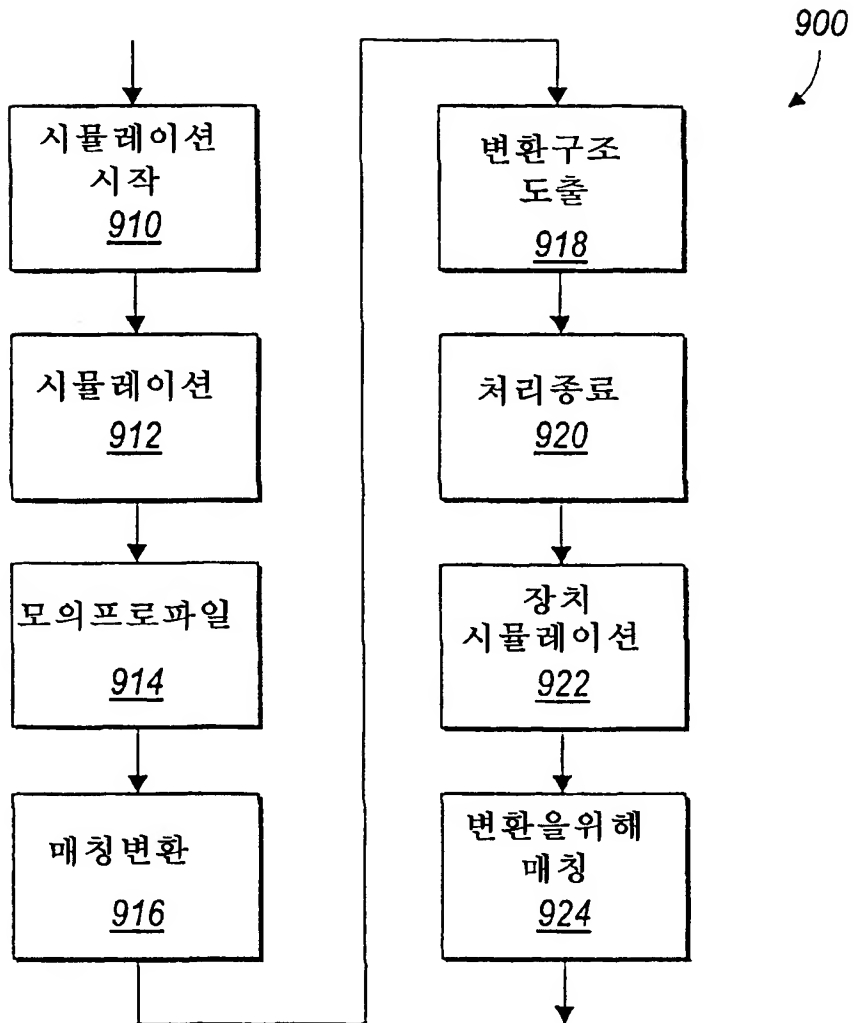 900
시뮬레이션
시작
910
시뮬레이션
912
모의프로파일
914
매칭변환
916
변환구조
도출
918
처리종료
920
장치
시뮬레이션
922
변환을위해
매칭
924